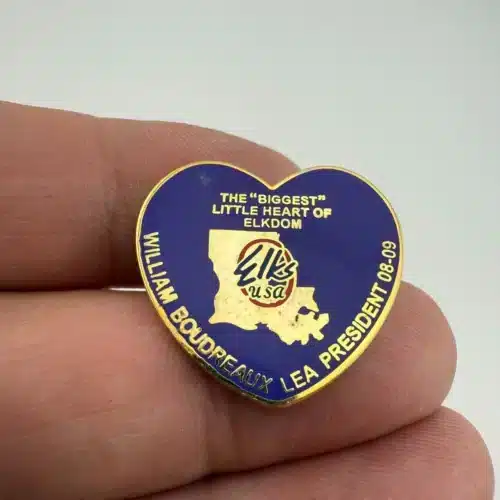 THE "BIGGEST"
LITTLE HEART OF
ELKDOM
Elks
USA
WILLIAM BOUDREAUX LEA PRESIDENT 08-09